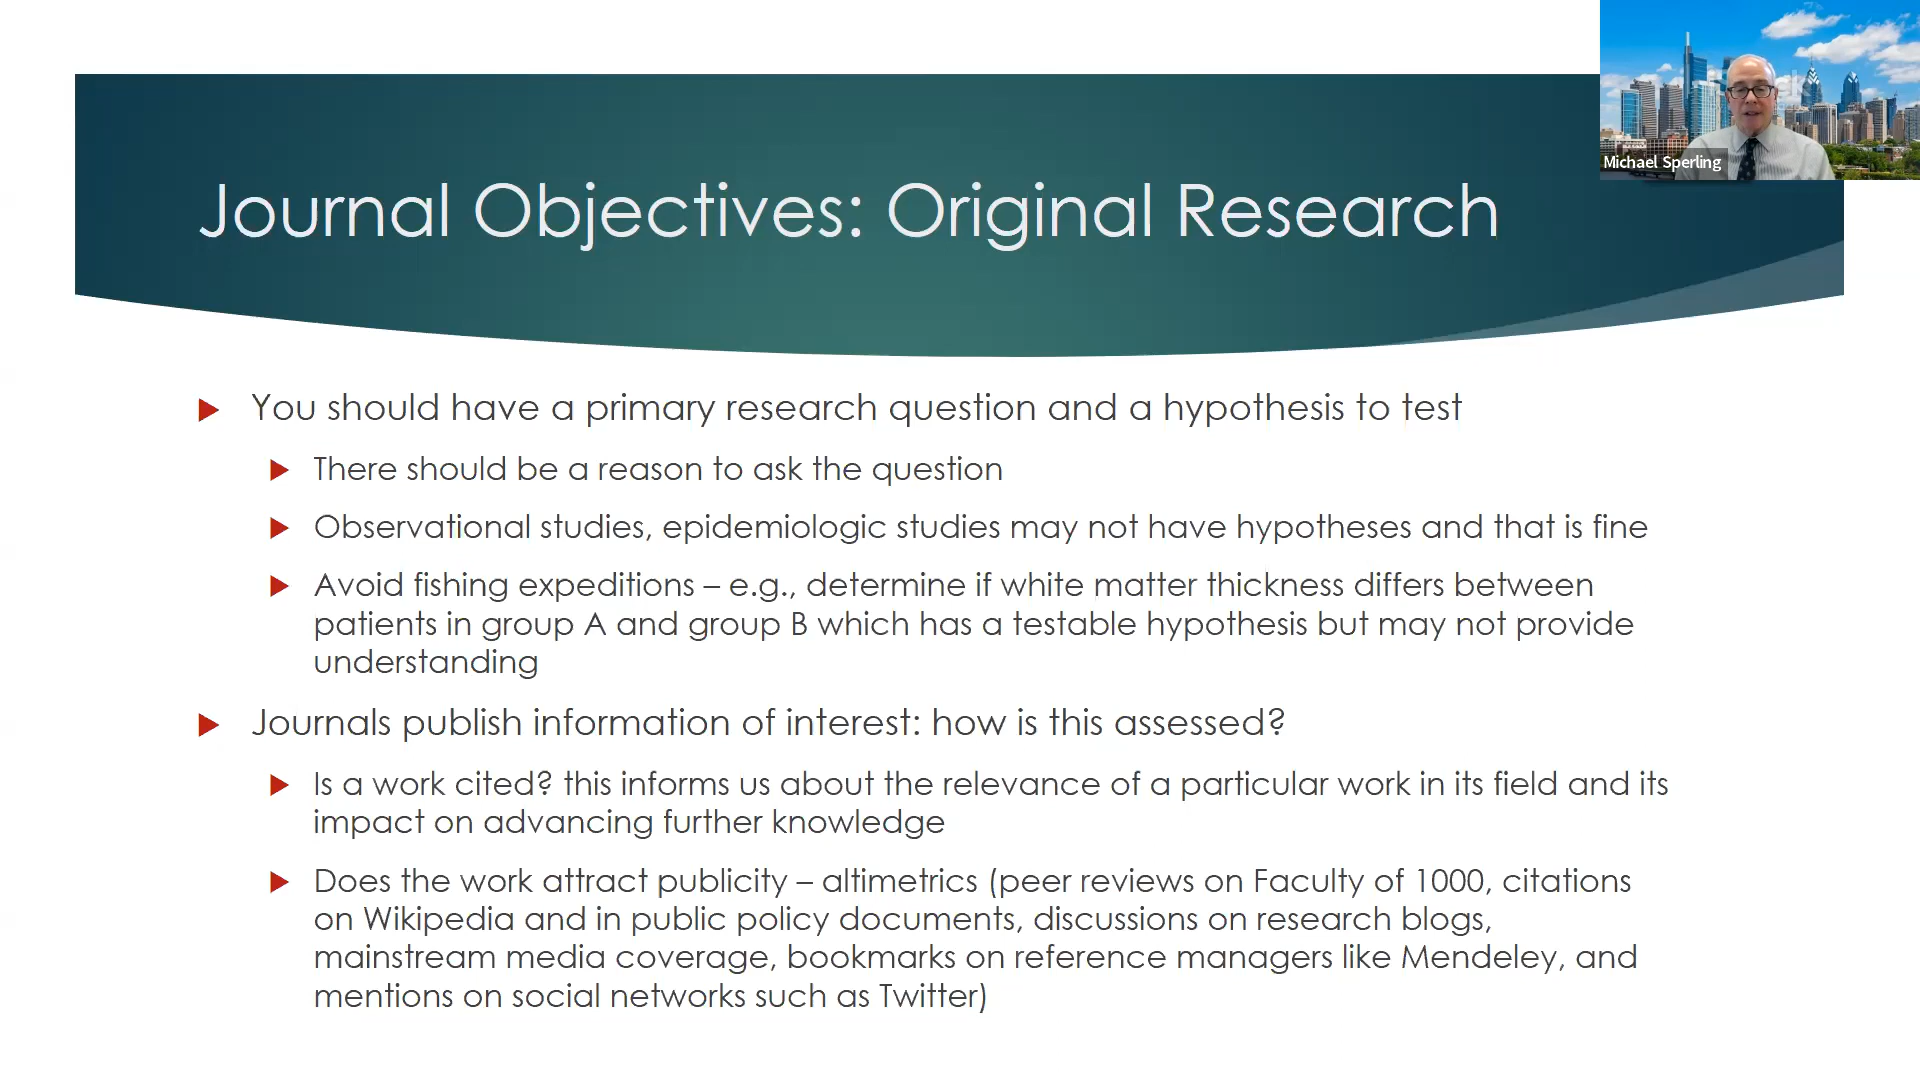 Michael Sperling
Journal Objectives: Original Research
You should have a primary research question and a hypothesis to test
There should be a reason to ask the question
Observational studies, epidemiologic studies may not have hypotheses and that is fine
Avoid fishing expeditions – e.g., determine if white matter thickness differs between
patients in group A and group B which has a testable hypothesis but may not provide
understanding
Journals publish information of interest: how is this assessed?
Is a work cited? this informs us about the relevance of a particular work in its field and its
impact on advancing further knowledge
Does the work attract publicity – altimetrics (peer reviews on Faculty of 1000, citations
on Wikipedia and in public policy documents, discussions on research blogs,
mainstream media coverage, bookmarks on reference managers like Mendeley, and
mentions on social networks such as Twitter)